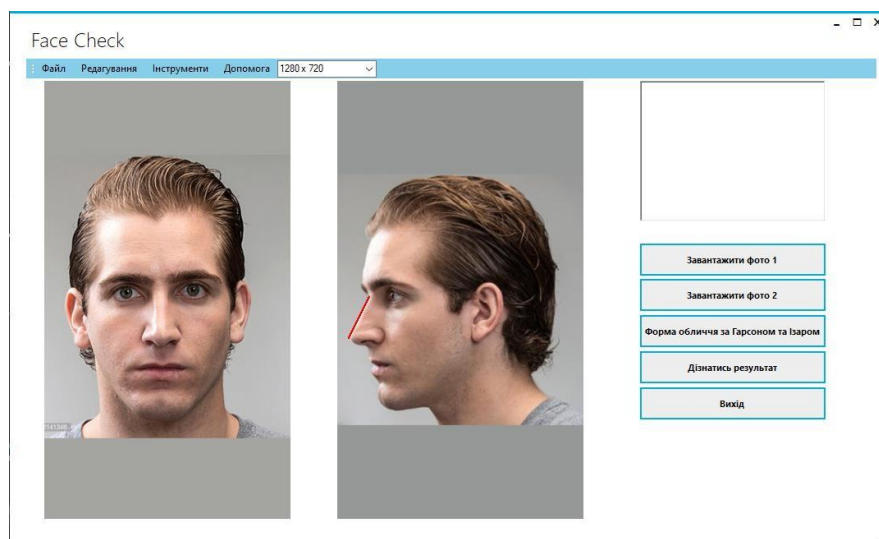 Face Check
Файл Редагування Інструменти Допомога 1280 x 720
Завантажити фото 1
Завантажити фото 2
Форма обличчя за Гарсоном та Ізаром
Дізнатись результат
Вихід